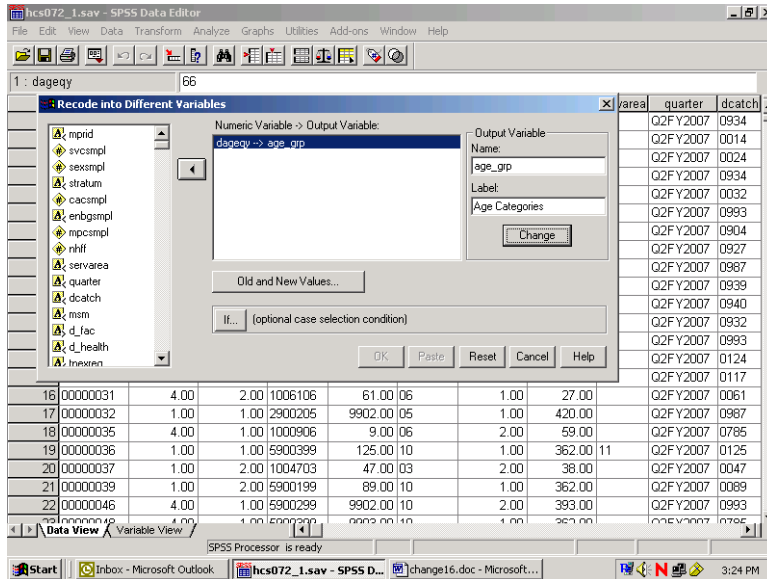 hcs072_1.sav - SPSS Data Editor
File Edit View Data Transform Analyze Graphs Utilities Add-ons Window Help
1 : dageqy 66
Recode into Different Variables
varea quarter dcatch
mprid
svcsmpl
sexsmpl
stratum
cacsmpl
enbgsmpl
mpcsmpl
nhff
servarea
quarter
dcatch
msm
d_fac
d_health
tnexreg
Numeric Variable -> Output Variable:
dageqy --> age_grp
Output Variable
Name:
age_grp
Label:
Age Categories
Change
Old and New Values...
If... (optional case selection condition)
OK Paste Reset Cancel Help
Q2FY2007 0934
Q2FY2007 0014
Q2FY2007 0024
Q2FY2007 0934
Q2FY2007 0032
Q2FY2007 0993
Q2FY2007 0904
Q2FY2007 0927
Q2FY2007 0987
Q2FY2007 0939
Q2FY2007 0940
Q2FY2007 0932
Q2FY2007 0993
Q2FY2007 0124
Q2FY2007 0117
16 00000031 4.00 2.00 1006106 61.00 06 1.00 27.00 Q2FY2007 0061
17 00000032 1.00 1.00 2900205 9902.00 05 1.00 420.00 Q2FY2007 0987
18 00000035 4.00 1.00 1000906 9.00 06 2.00 59.00 Q2FY2007 0785
19 00000036 1.00 1.00 5900399 125.00 10 1.00 362.00 11 Q2FY2007 0125
20 00000037 1.00 2.00 1004703 47.00 03 2.00 38.00 Q2FY2007 0047
21 00000039 1.00 2.00 5900199 89.00 10 1.00 362.00 Q2FY2007 0089
22 00000046 4.00 1.00 5900299 9902.00 10 2.00 393.00 Q2FY2007 0993
Data View Variable View
SPSS Processor is ready
Start Inbox - Microsoft Outlook hcs072_1.sav - SPSS D... change16.doc - Microsoft... 3:24 PM